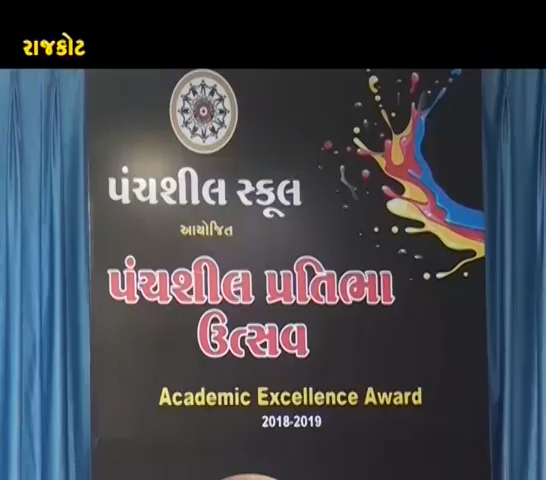 રાજકોટ
પંચશીલ સ્કૂલ
આયોજિત
પંચશીલ પ્રતિભા
ઉત્સવ
Academic Excellence Award
2018-2019